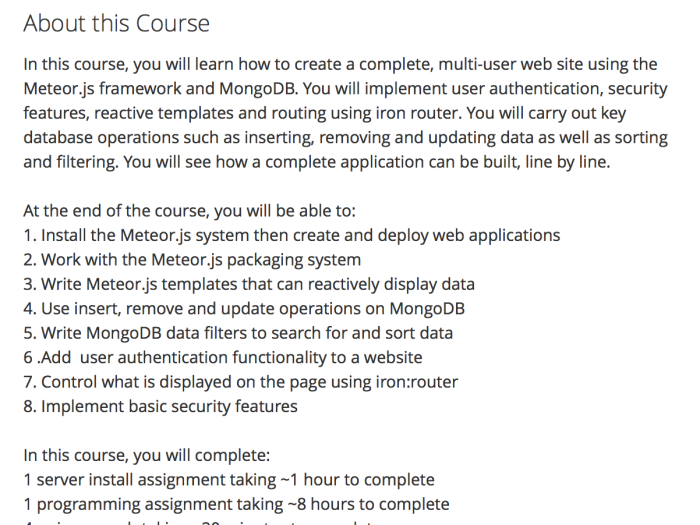 About this Course
In this course, you will learn how to create a complete, multi-user web site using the
Meteor.js framework and MongoDB. You will implement user authentication, security
features, reactive templates and routing using iron router. You will carry out key
database operations such as inserting, removing and updating data as well as sorting
and filtering. You will see how a complete application can be built, line by line.
At the end of the course, you will be able to:
1. Install the Meteor.js system then create and deploy web applications
2. Work with the Meteor.js packaging system
3. Write Meteor.js templates that can reactively display data
4. Use insert, remove and update operations on MongoDB
5. Write MongoDB data filters to search for and sort data
6 .Add  user authentication functionality to a website
7. Control what is displayed on the page using iron:router
8. Implement basic security features
In this course, you will complete:
1 server install assignment taking ~1 hour to complete
1 programming assignment taking ~8 hours to complete